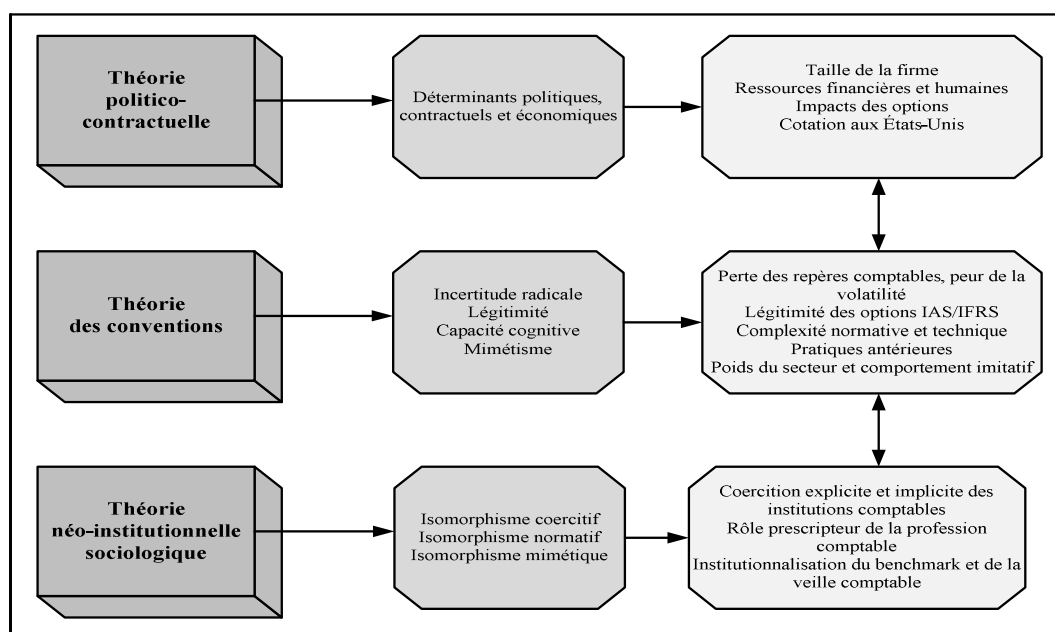 Théorie
politico-
contractuelle
Déterminants politiques,
contractuels et économiques
Taille de la firme
Ressources financières et humaines
Impacts des options
Cotation aux États-Unis
Théorie
des conventions
Incertitude radicale
Légitimité
Capacité cognitive
Mimétisme
Perte des repères comptables, peur de la
volatilité
Légitimité des options IAS/IFRS
Complexité normative et technique
Pratiques antérieures
Poids du secteur et comportement imitatif
Théorie
néo-institutionnelle
sociologique
Isomorphisme coercitif
Isomorphisme normatif
Isomorphisme mimétique
Coercition explicite et implicite des
institutions comptables
Rôle prescripteur de la profession
comptable
Institutionnalisation du benchmark et de la
veille comptable